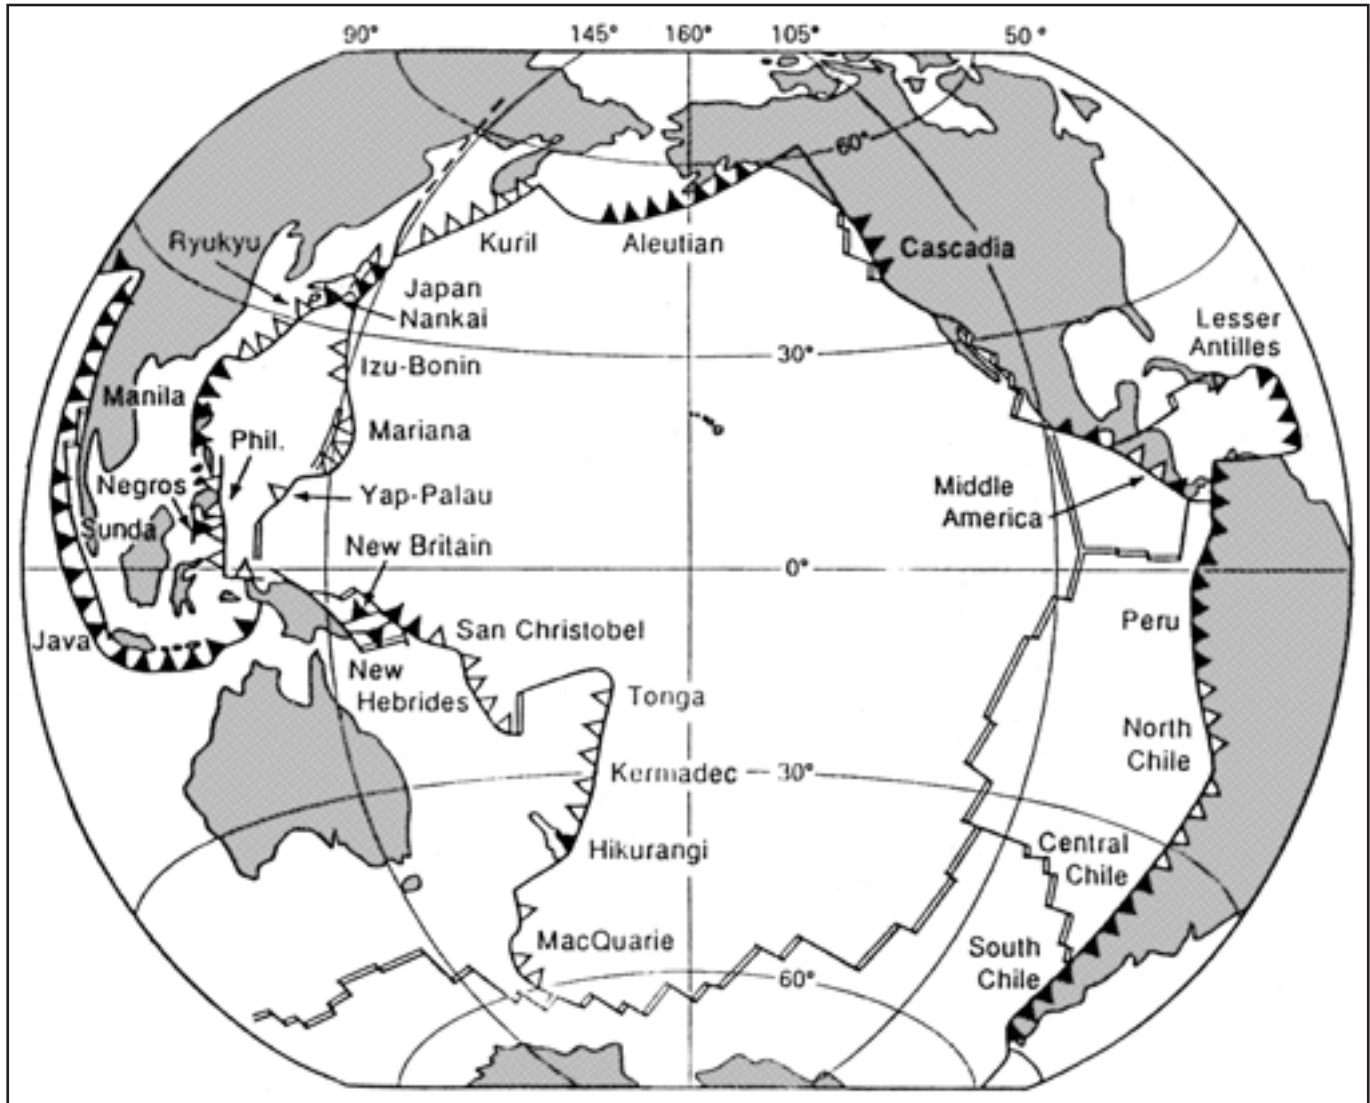 90°
145°
160°
105°
50°
60°
Ryukyu
Kuril
Aleutian
Cascadia
Japan
Nankai
Lesser
Antilles
30°
Izu-Bonin
Manila
Mariana
Phil.
Negros
Yap-Palau
Middle
America
Sunda
New Britain
0°
Java
San Christobel
Peru
New
Hebrides
Tonga
North
Chile
Kermadec
30°
Hikurangi
Central
Chile
MacQuarie
South
Chile
60°